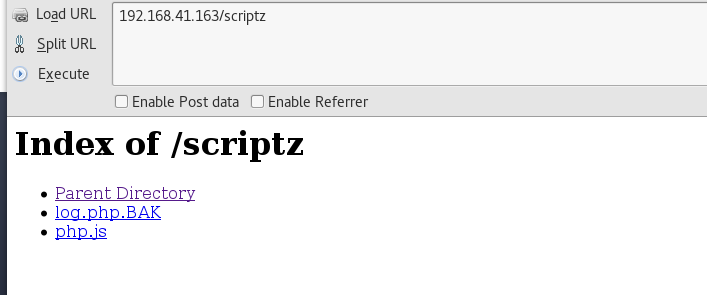 Load URL
192.168.41.163/scriptz
Split URL
Execute
Enable Post data Enable Referrer
Index of /scriptz
Parent Directory
log.php.BAK
php.js